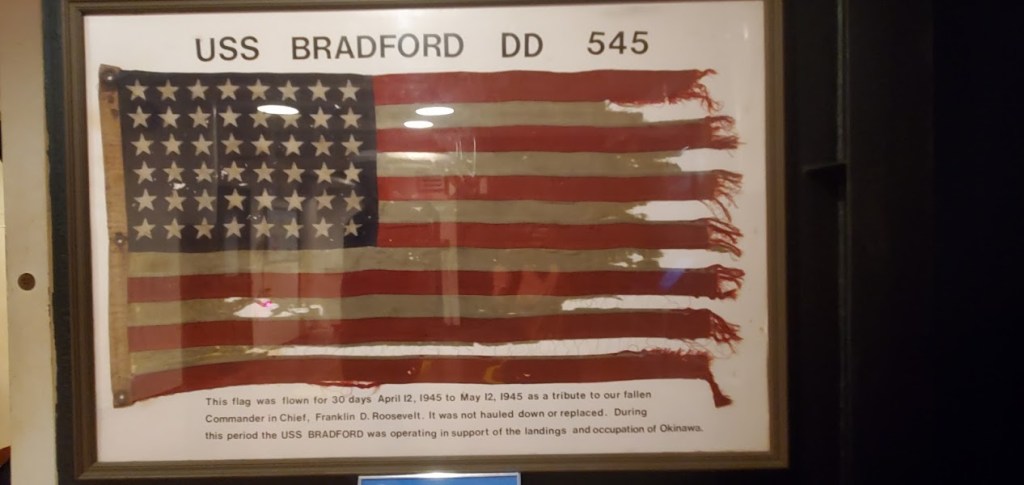 USS BRADFORD DD 545
This flag was flown for 30 days April 12, 1945 to May 12, 1945 as a tribute to our fallen
Commander in Chief, Franklin D. Roosevelt. It was not hauled down or replaced. During
this period the USS BRADFORD was operating in support of the landings and occupation of Okinawa.